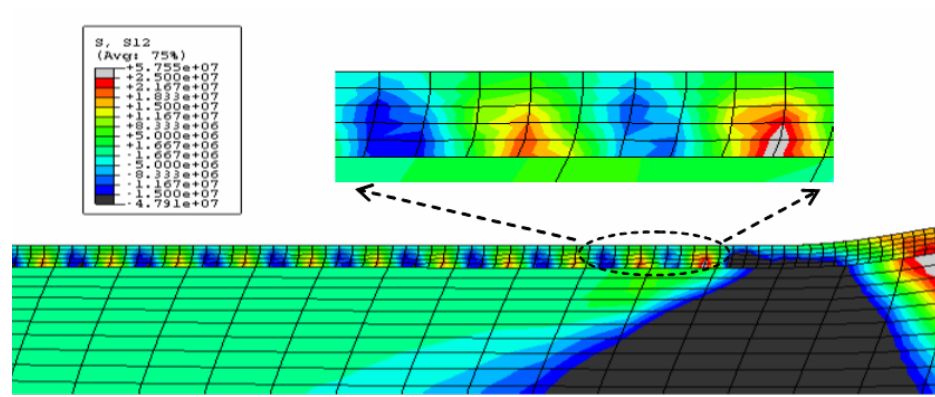 S, S12
(Avg: 75%)
+5.755e+07
+2.500e+07
+2.167e+07
+1.833e+07
+1.500e+07
+1.167e+07
+8.333e+06
+5.000e+06
+1.667e+06
-1.667e+06
-5.000e+06
-8.333e+06
-1.167e+07
-1.500e+07
-4.791e+07